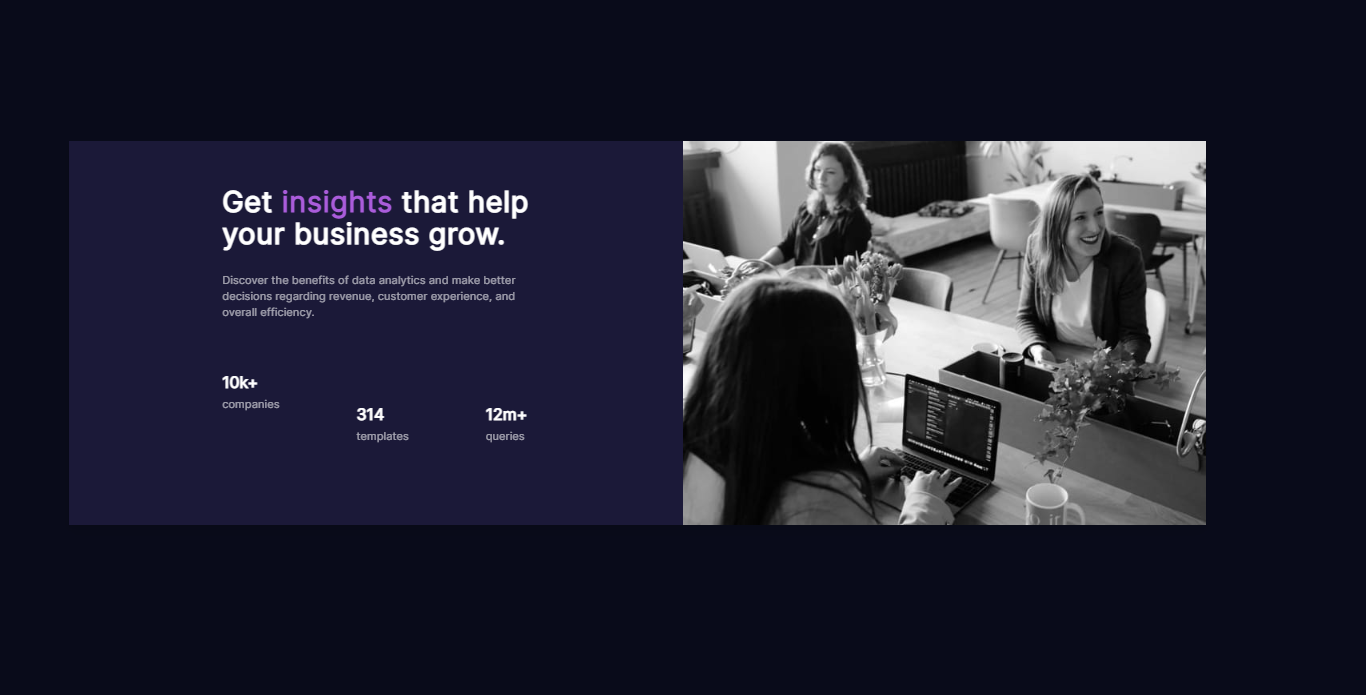 Get insights that help
your business grow.
Discover the benefits of data analytics and make better
decisions regarding revenue, customer experience, and
overall efficiency.
10k+
companies
314
templates
12m+
queries